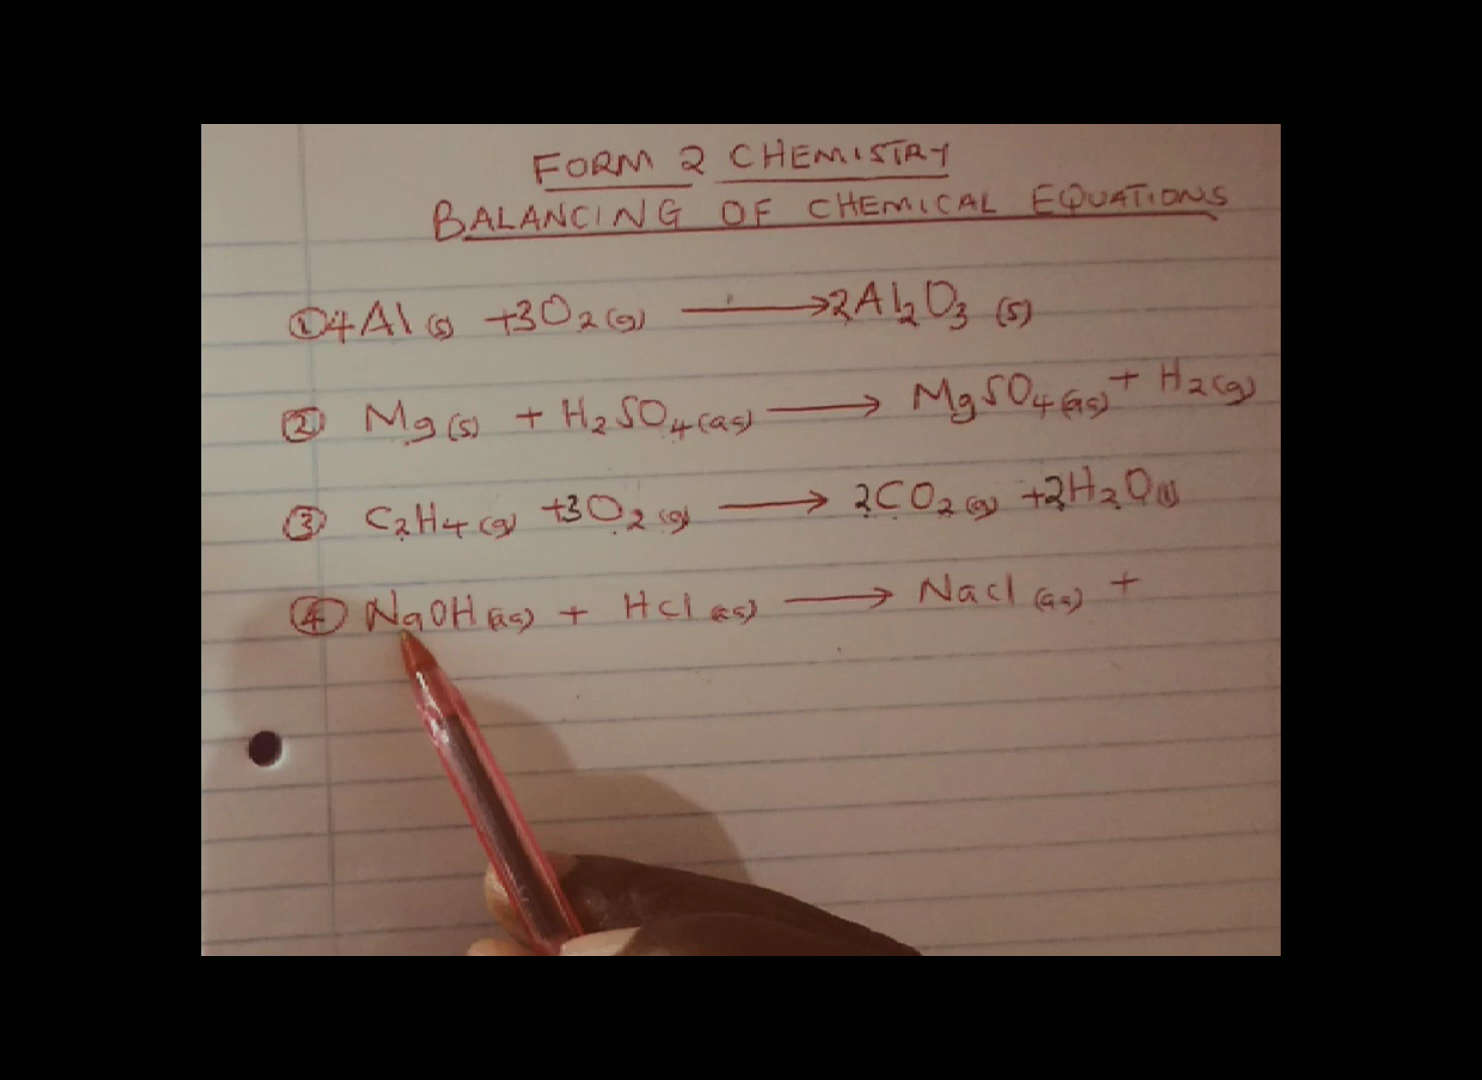 FORM 2 CHEMISTRY
BALANCING OF CHEMICAL EQUATIONS
① 4Al(s) + 3O₂(g) ⟶ 2Al₂O₃(s)
② Mg(s) + H₂SO₄(aq) ⟶ MgSO₄(aq) + H₂(g)
③ C₂H₄(g) + 3O₂(g) ⟶ 2CO₂(g) + 2H₂O(l)
④ NaOH(aq) + HCl(aq) ⟶ NaCl(aq) +